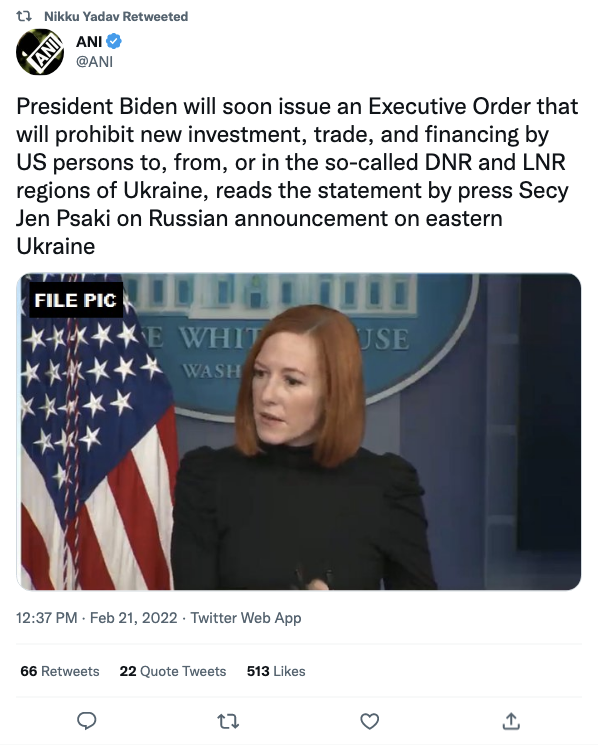 Nikku Yadav Retweeted
ANI
@ANI
President Biden will soon issue an Executive Order that
will prohibit new investment, trade, and financing by
US persons to, from, or in the so-called DNR and LNR
regions of Ukraine, reads the statement by press Secy
Jen Psaki on Russian announcement on eastern
Ukraine
FILE PIC
E WHIT USE
WASH
12:37 PM · Feb 21, 2022 · Twitter Web App
66 Retweets 22 Quote Tweets 513 Likes